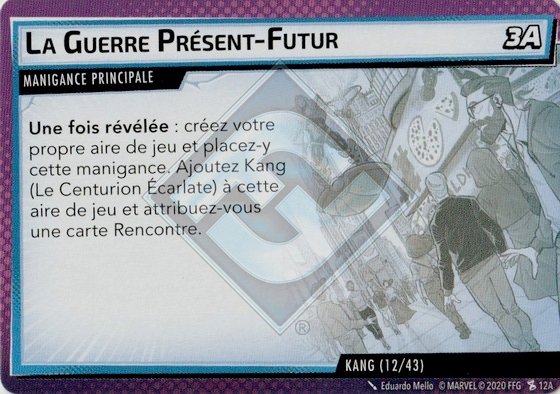 LA GUERRE PRÉSENT-FUTUR
3A
MANIGANCE PRINCIPALE
Une fois révélée : créez votre
propre aire de jeu et placez-y
cette manigance. Ajoutez Kang
(Le Centurion Écarlate) à cette
aire de jeu et attribuez-vous
une carte Rencontre.
®
KANG (12/43)
Eduardo Mello © MARVEL © 2020 FFG 12A